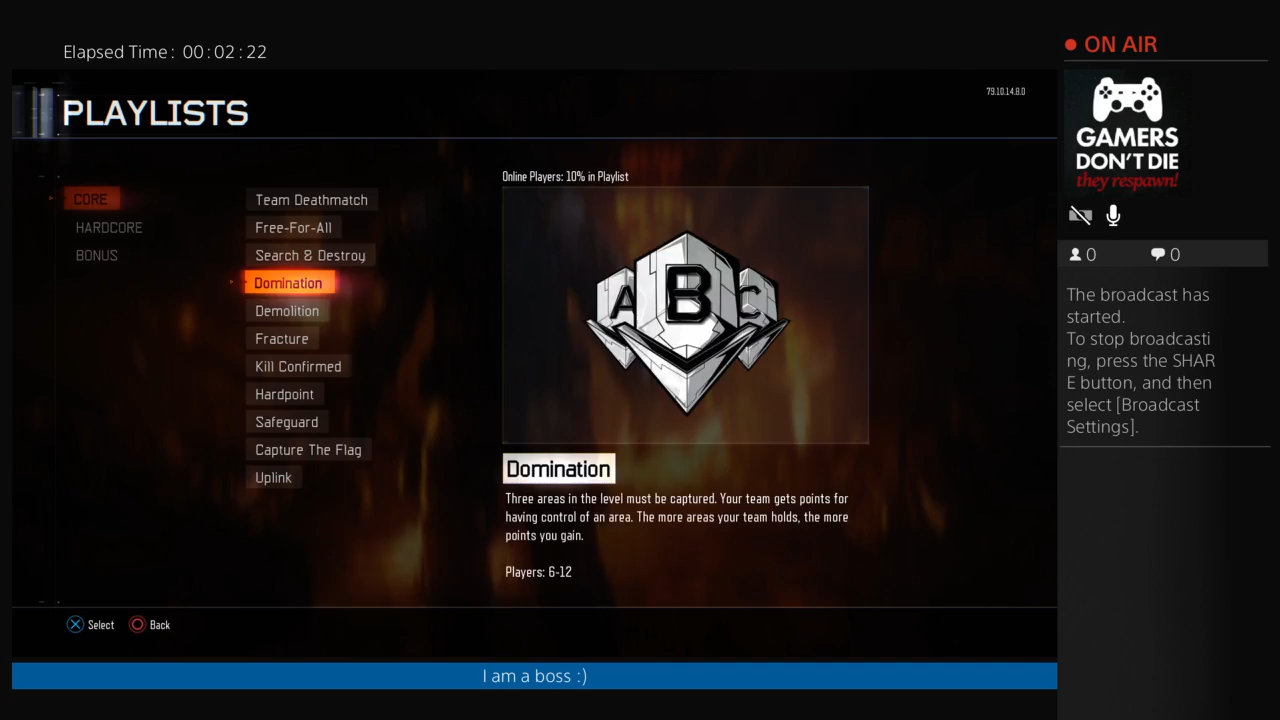 Elapsed Time: 00:02:22
ON AIR
PLAYLISTS
79.10.14.8.0
GAMERS
DON'T DIE
they respawn!
0
0
The broadcast has
started.
To stop broadcasti
ng, press the SHAR
E button, and then
select [Broadcast
Settings].
CORE
HARDCORE
BONUS
Team Deathmatch
Free-For-All
Search & Destroy
Domination
Demolition
Fracture
Kill Confirmed
Hardpoint
Safeguard
Capture The Flag
Uplink
Online Players: 10% in Playlist
A B C
Domination
Three areas in the level must be captured. Your team gets points for
having control of an area. The more areas your team holds, the more
points you gain.
Players: 6-12
Select
Back
I am a boss :)